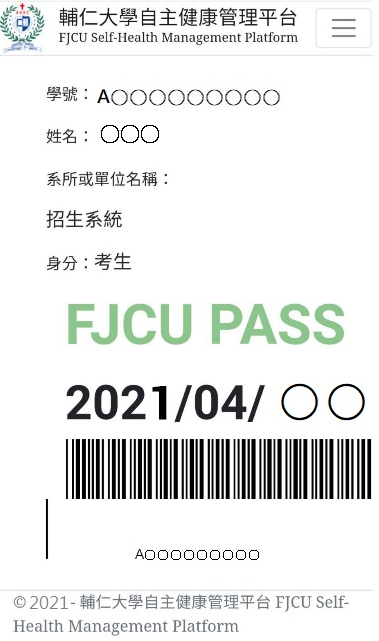 輔仁大學自主健康管理平台
FJCU Self-Health Management Platform
學號： A○○○○○○○○○
姓名： ○○○
系所或單位名稱：
招生系統
身分：考生
FJCU PASS
2021/04/ ○○
A○○○○○○○○○
© 2021- 輔仁大學自主健康管理平台 FJCU Self-
Health Management Platform